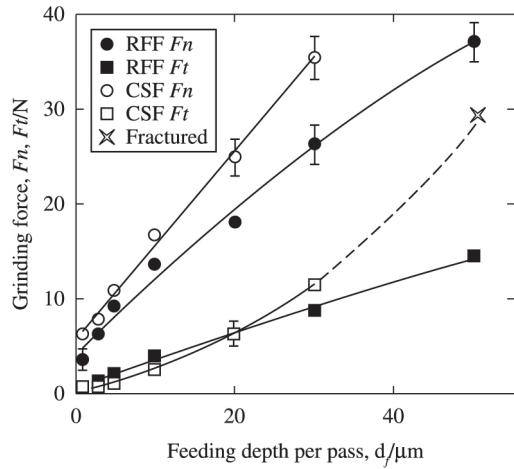 40
30
20
10
0
0
20
40
Grinding force, Fn, Ft/N
RFF Fn
RFF Ft
CSF Fn
CSF Ft
Fractured
Feeding depth per pass, df/μm